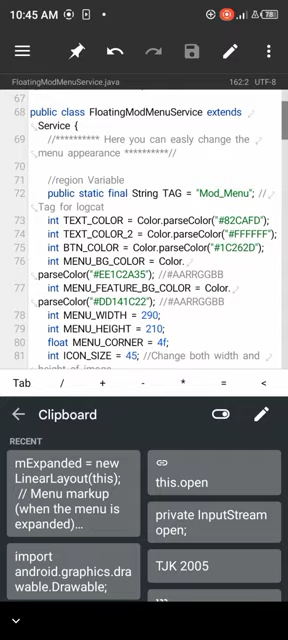 10:45
78
FloatingModMenuService.java
162:2 UTF-8
67
68 public class FloatingModMenuService extends
Service {
69 //********** Here you can easly change the
menu appearance **********//
70
71 //region Variable
72 public static final String TAG = "Mod_Menu"; //
Tag for logcat
73 int TEXT_COLOR = Color.parseColor("#82CAFD");
74 int TEXT_COLOR_2 = Color.parseColor("#FFFFFF");
75 int BTN_COLOR = Color.parseColor("#1C262D");
76 int MENU_BG_COLOR = Color.
parseColor("#EE1C2A35"); //#AARRGGBB
77 int MENU_FEATURE_BG_COLOR = Color.
parseColor("#DD141C22"); //#AARRGGBB
78 int MENU_WIDTH = 290;
79 int MENU_HEIGHT = 210;
80 float MENU_CORNER = 4f;
81 int ICON_SIZE = 45; //Change both width and
height of image
Tab / + - * = <
Clipboard
RECENT
mExpanded = new
LinearLayout(this);
// Menu markup
(when the menu is
expanded)...
import
android.graphics.dra
wable.Drawable;
this.open
private InputStream
open;
TJK 2005